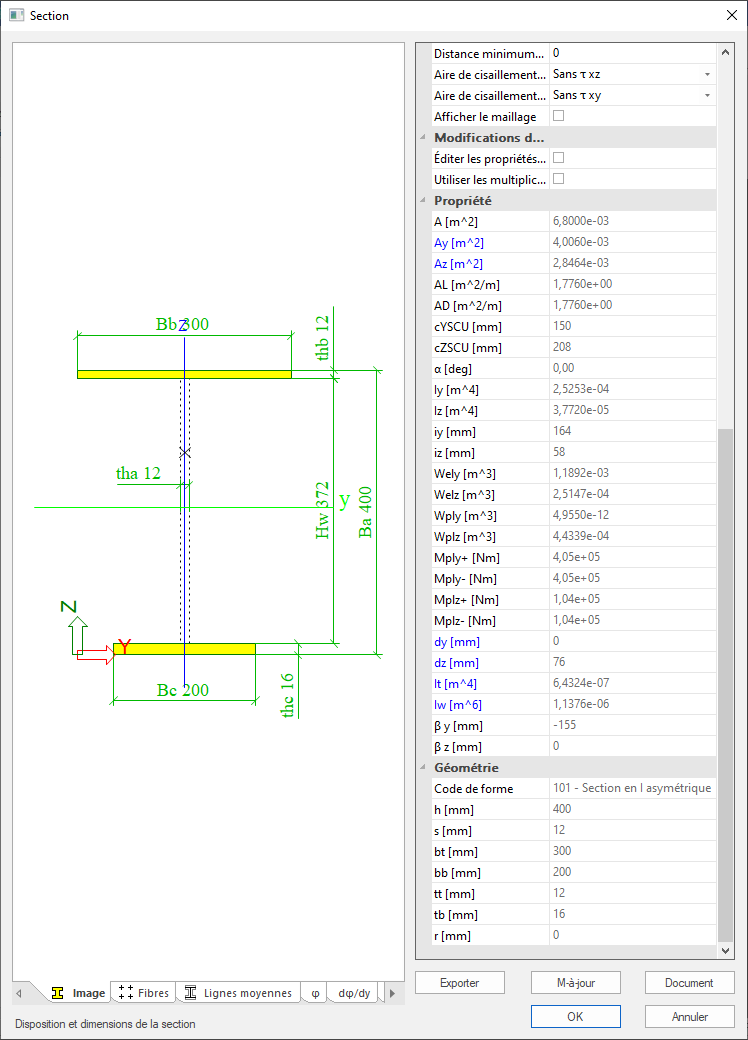 Section
Bb 300
Z
thb 12
tha 12
Hw 372
y
Ba 400
Z
Y
Bc 200
thc 16
Image
Fibres
Lignes moyennes
φ
dφ/dy
Disposition et dimensions de la section
Distance minimum... 0
Aire de cisaillement... Sans τ xz
Aire de cisaillement... Sans τ xy
Afficher le maillage
Modifications d...
Éditer les propriétés...
Utiliser les multiplic...
Propriété
A [m^2] 6,8000e-03
Ay [m^2] 4,0060e-03
Az [m^2] 2,8464e-03
AL [m^2/m] 1,7760e+00
AD [m^2/m] 1,7760e+00
cYSCU [mm] 150
cZSCU [mm] 208
α [deg] 0,00
Iy [m^4] 2,5253e-04
Iz [m^4] 3,7720e-05
iy [mm] 164
iz [mm] 58
Wely [m^3] 1,1892e-03
Welz [m^3] 2,5147e-04
Wply [m^3] 4,9550e-12
Wplz [m^3] 4,4339e-04
Mply+ [Nm] 4,05e+05
Mply- [Nm] 4,05e+05
Mplz+ [Nm] 1,04e+05
Mplz- [Nm] 1,04e+05
dy [mm] 0
dz [mm] 76
It [m^4] 6,4324e-07
Iw [m^6] 1,1376e-06
β y [mm] -155
β z [mm] 0
Géométrie
Code de forme 101 - Section en I asymétrique
h [mm] 400
s [mm] 12
bt [mm] 300
bb [mm] 200
tt [mm] 12
tb [mm] 16
r [mm] 0
Exporter
M-à-jour
Document
OK
Annuler